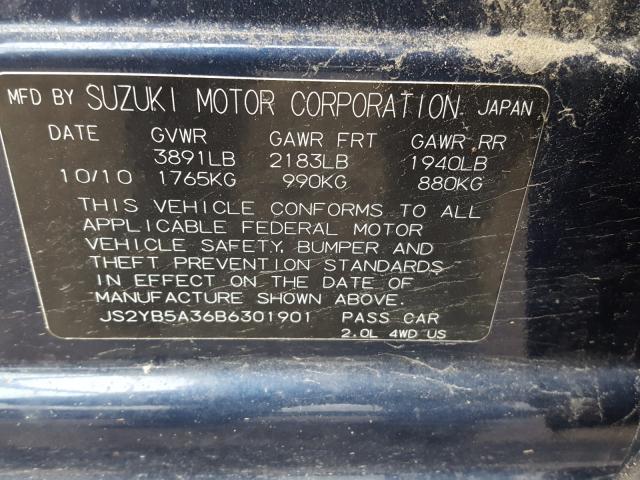 MFD BY SUZUKI MOTOR CORPORATION JAPAN
DATE GVWR GAWR FRT GAWR RR
3891LB 2183LB 1940LB
10/10 1765KG 990KG 880KG
THIS VEHICLE CONFORMS TO ALL
APPLICABLE FEDERAL MOTOR
VEHICLE SAFETY, BUMPER AND
THEFT PREVENTION STANDARDS
IN EFFECT ON THE DATE OF
MANUFACTURE SHOWN ABOVE.
JS2YB5A36B6301901 PASS CAR
2.0L 4WD US